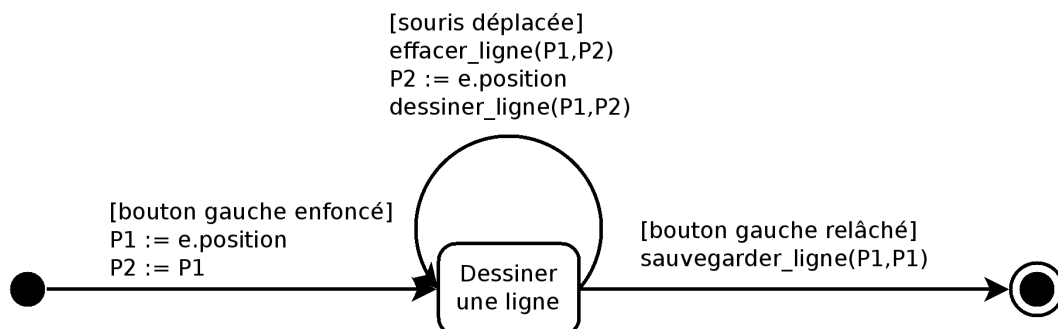 [souris déplacée]
effacer_ligne(P1,P2)
P2 := e.position
dessiner_ligne(P1,P2)
[bouton gauche enfoncé]
P1 := e.position
P2 := P1
Dessiner
une ligne
[bouton gauche relâché]
sauvegarder_ligne(P1,P1)